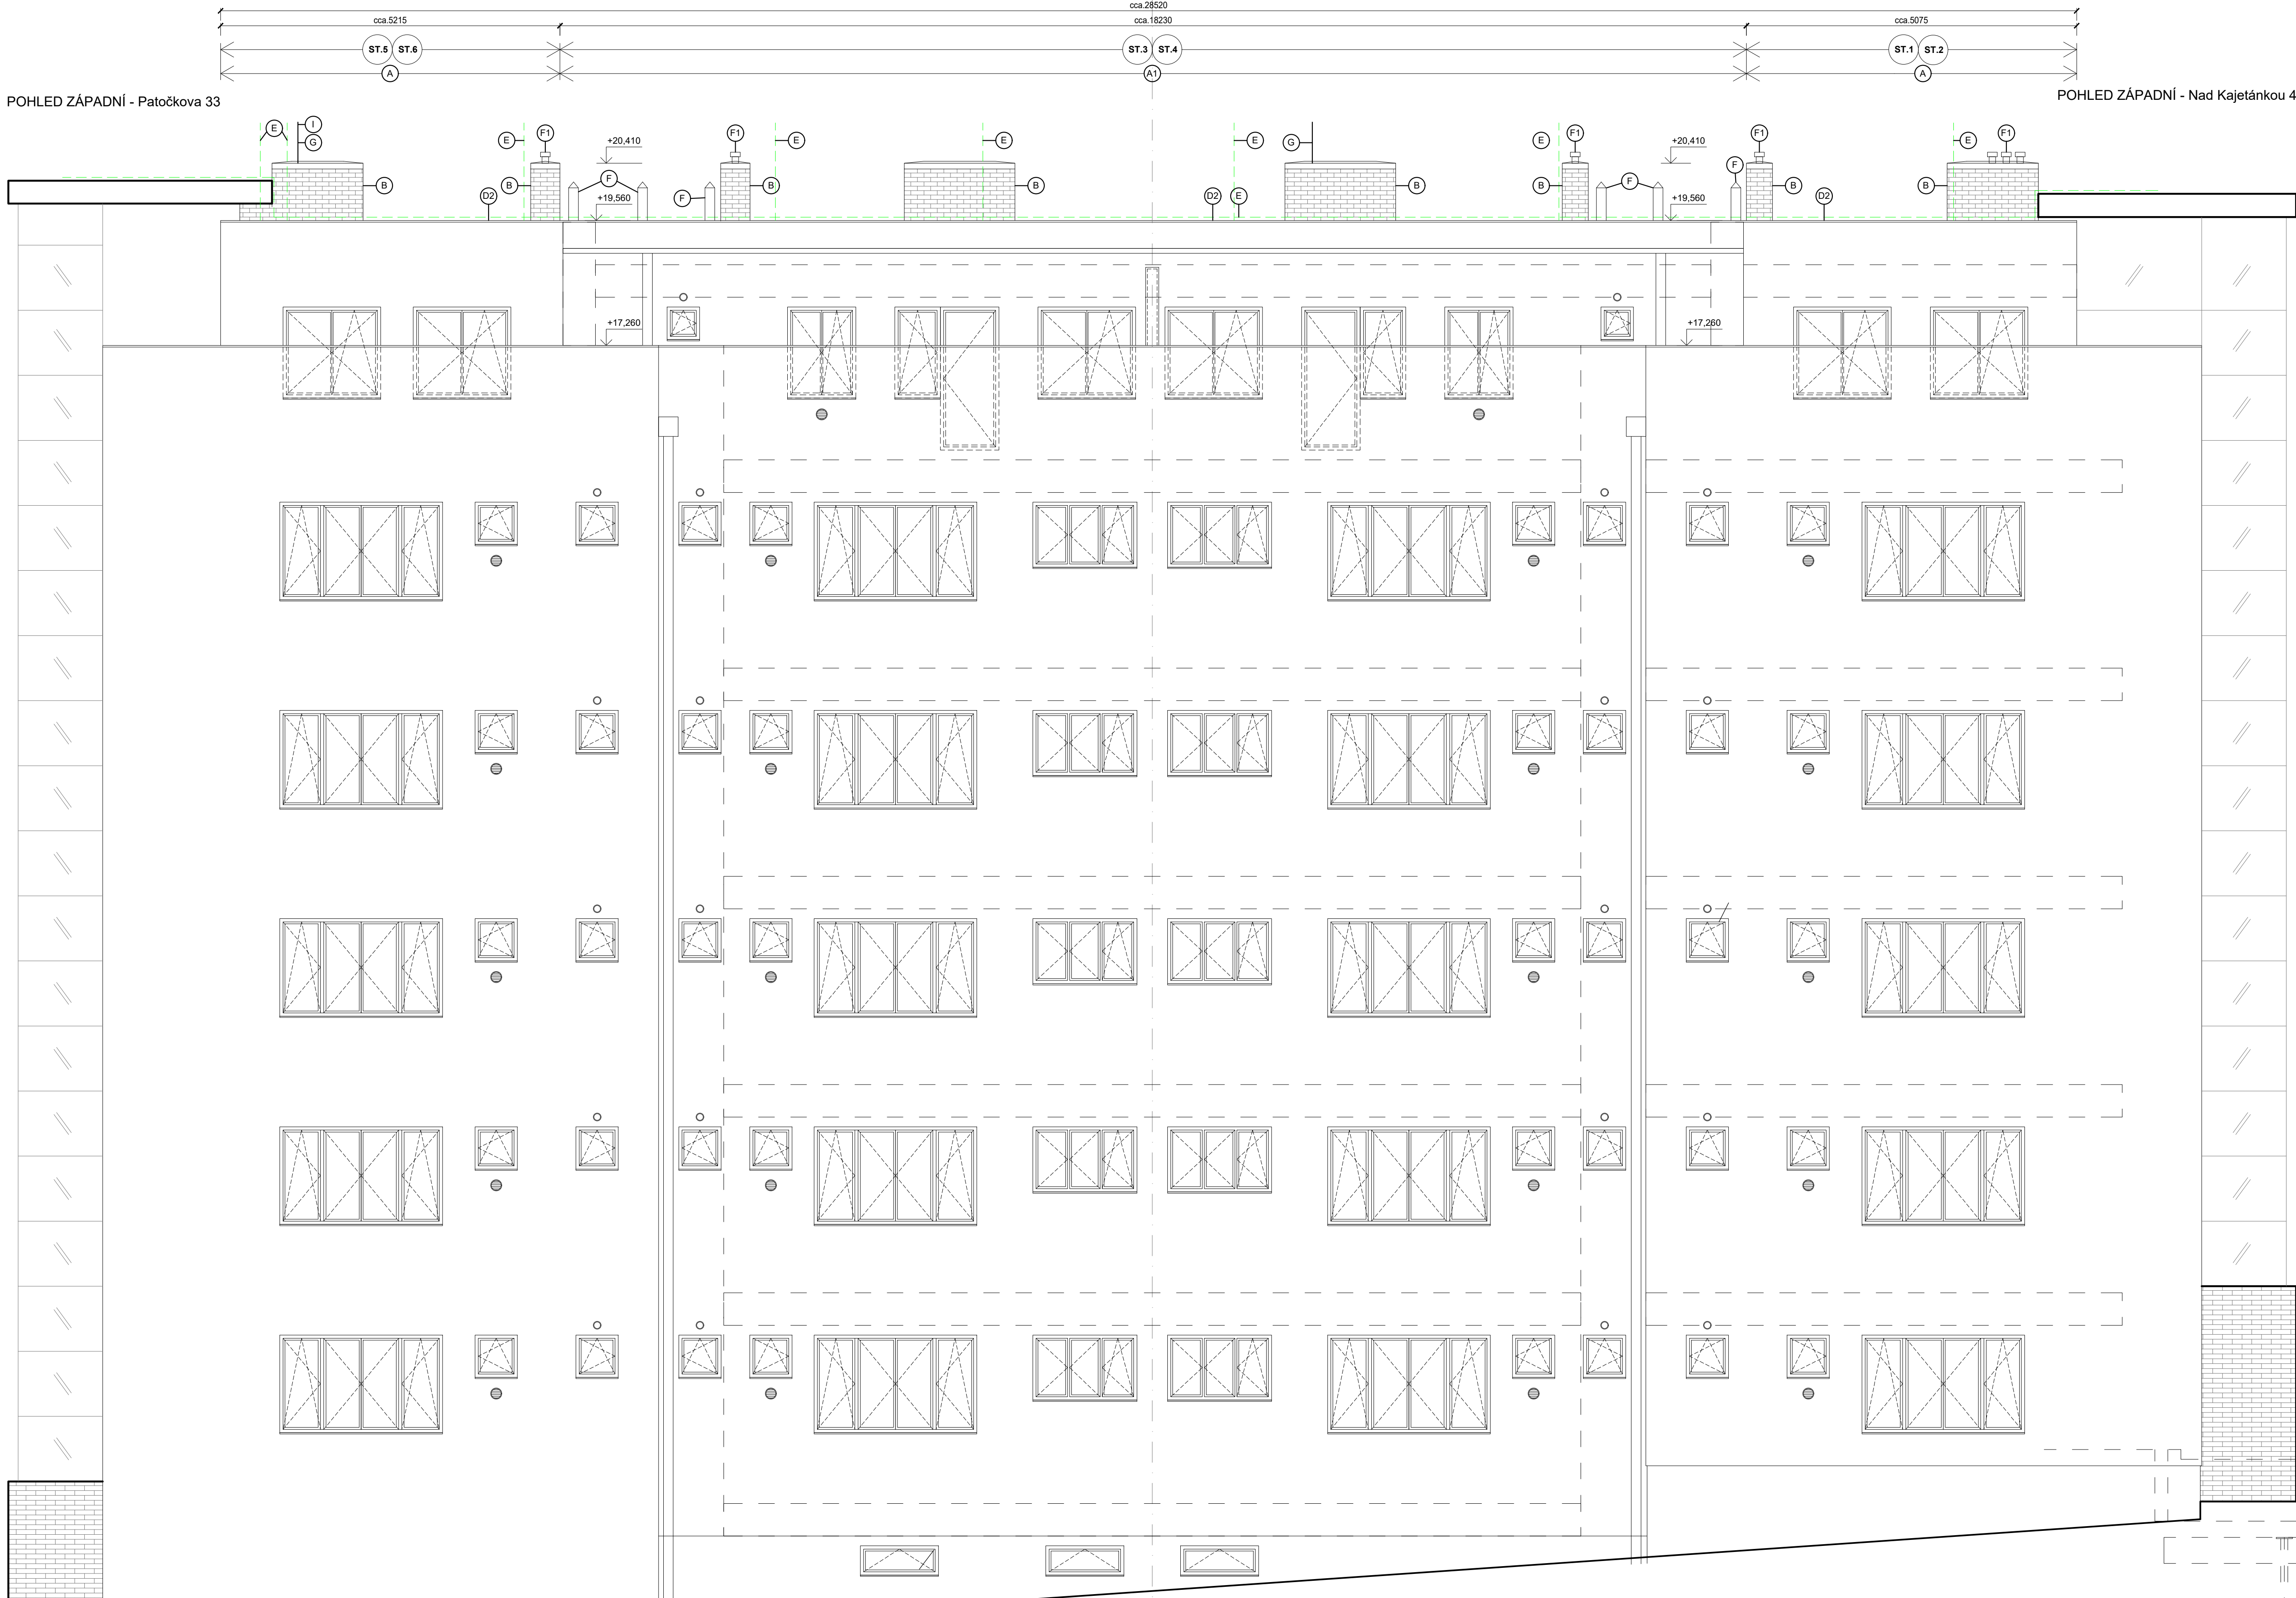 cca.28520
cca.5215 cca.18230 cca.5075
ST.5 ST.6 ST.3 ST.4 ST.1 ST.2
A A1 A
POHLED ZÁPADNÍ - Patočkova 33 POHLED ZÁPADNÍ - Nad Kajetánkou 4
E I F1 F1 F1 F1 F1
G E E E E E E G
+20,410 +20,410
F
B D2 B F B B D2 E B B F B D2 B
F
+19,560 +19,560
+17,260 +17,260